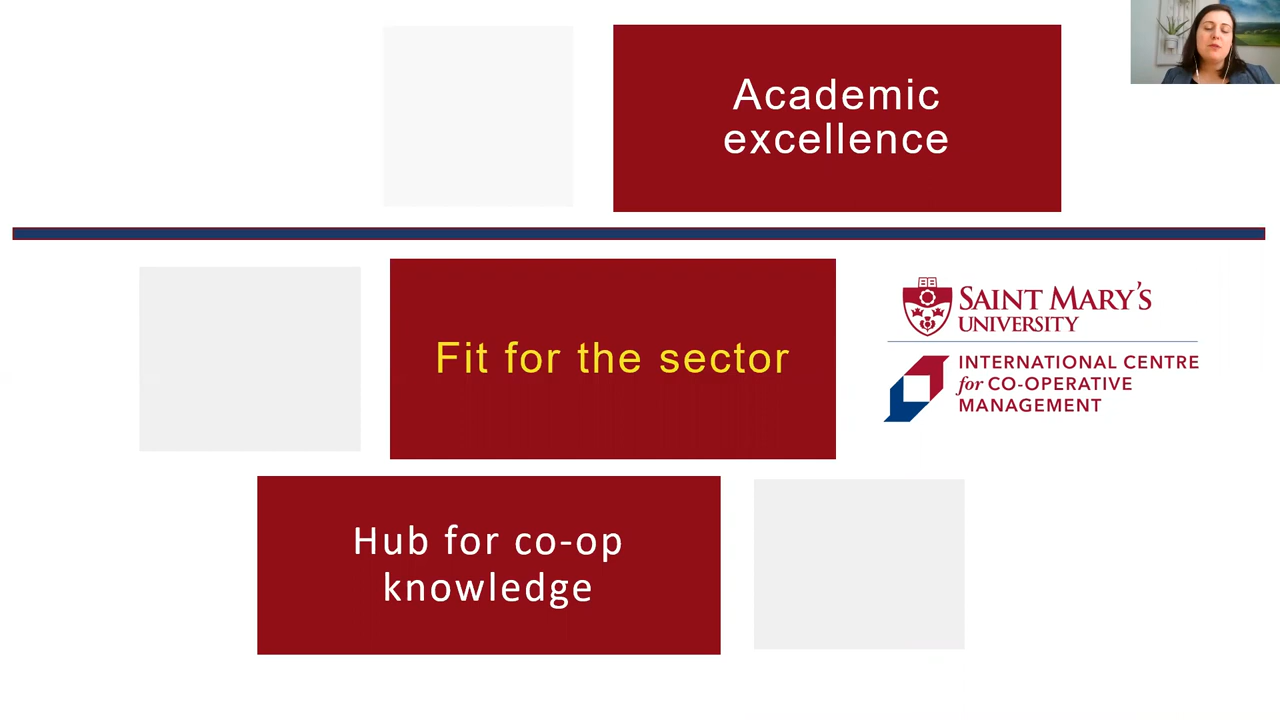 Academic
excellence
Fit for the sector
SAINT MARY'S
UNIVERSITY
INTERNATIONAL CENTRE
for CO-OPERATIVE
MANAGEMENT
Hub for co-op
knowledge